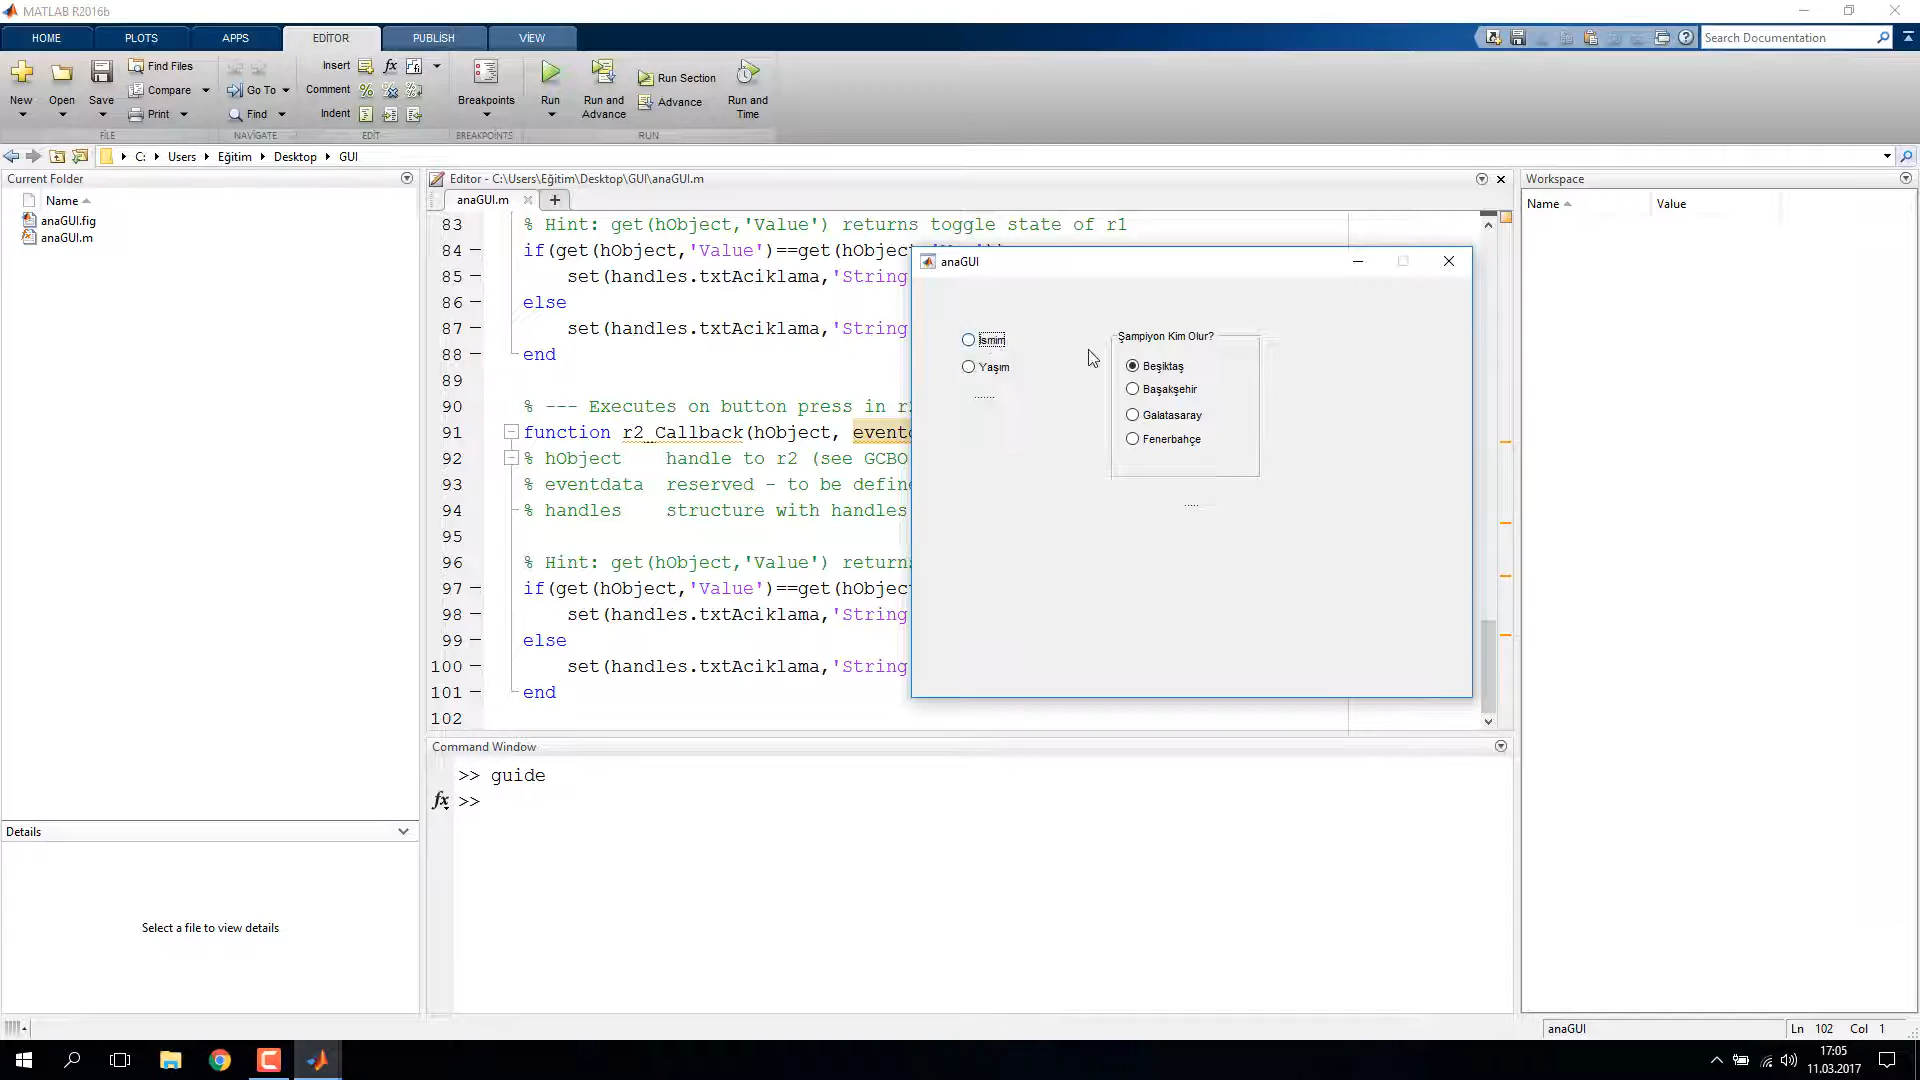 MATLAB R2016b
HOME
PLOTS
APPS
EDITOR
PUBLISH
VIEW
Search Documentation
New
Open
Save
Find Files
Compare
Print
Go To
Find
Insert
fx
Comment
Indent
Breakpoints
Run
Run and
Advance
Run Section
Advance
Run and
Time
FILE
NAVIGATE
EDIT
BREAKPOINTS
RUN
C:
Users
Eğitim
Desktop
GUI
Current Folder
Name
anaGUI.fig
anaGUI.m
Details
Select a file to view details
Editor - C:\Users\Eğitim\Desktop\GUI\anaGUI.m
anaGUI.m
83 % Hint: get(hObject,'Value') returns toggle state of r1
84 if(get(hObject,'Value')==get(hObject
85 set(handles.txtAciklama,'String
86 else
87 set(handles.txtAciklama,'String
88 end
89
90 % --- Executes on button press in
91 function r2_Callback(hObject,
92 % hObject handle to r2 (see GCBO
93 % eventdata reserved - to be define
94 % handles structure with handles
95
96 % Hint: get(hObject,'Value') return
97 if(get(hObject,'Value')==get(hObjec
98 set(handles.txtAciklama,'String
99 else
100 set(handles.txtAciklama,'String
101 end
102
anaGUI
İsmim
Yaşım
.......
Şampiyon Kim Olur?
Beşiktaş
Başakşehir
Galatasaray
Fenerbahçe
.....
Command Window
>> guide
fx >>
Workspace
Name
Value
anaGUI
Ln 102 Col 1
17:05
11.03.2017